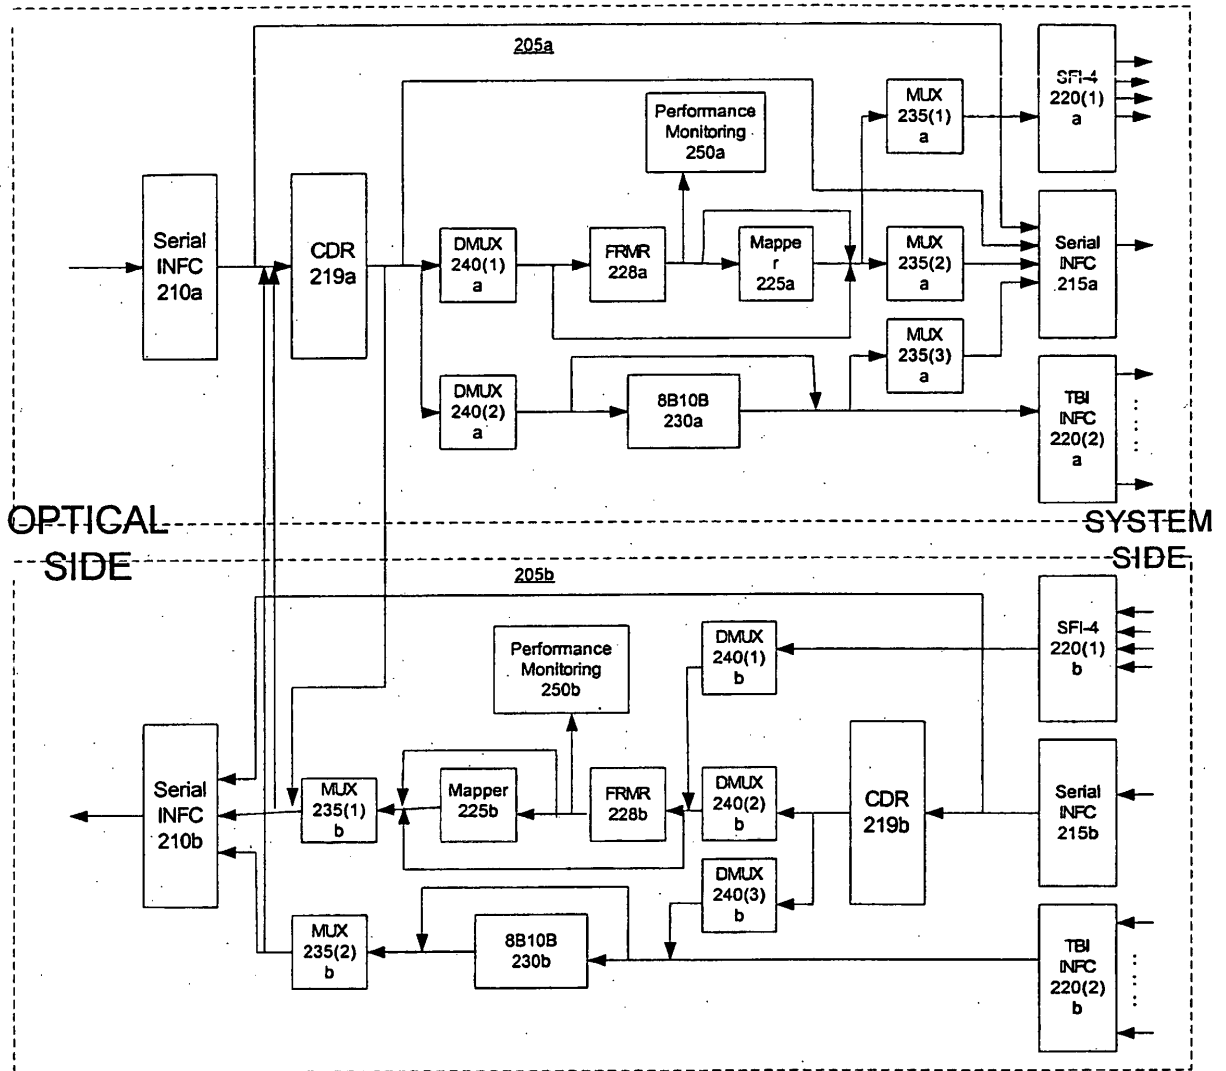 205a
SFI-4
220(1)
a
MUX
235(1)
a
Performance
Monitoring
250a
Serial
INFC
210a
CDR
219a
DMUX
240(1)
a
FRMR
228a
Mappe
r
225a
MUX
235(2)
a
Serial
INFC
215a
MUX
235(3)
a
DMUX
240(2)
a
8B10B
230a
TBI
INFC
220(2)
a
OPTICAL
SIDE
SYSTEM
SIDE
205b
SFI-4
220(1)
b
DMUX
240(1)
b
Performance
Monitoring
250b
Serial
INFC
210b
MUX
235(1)
b
Mapper
225b
FRMR
228b
DMUX
240(2)
b
CDR
219b
Serial
INFC
215b
DMUX
240(3)
b
MUX
235(2)
b
8B10B
230b
TBI
INFC
220(2)
b